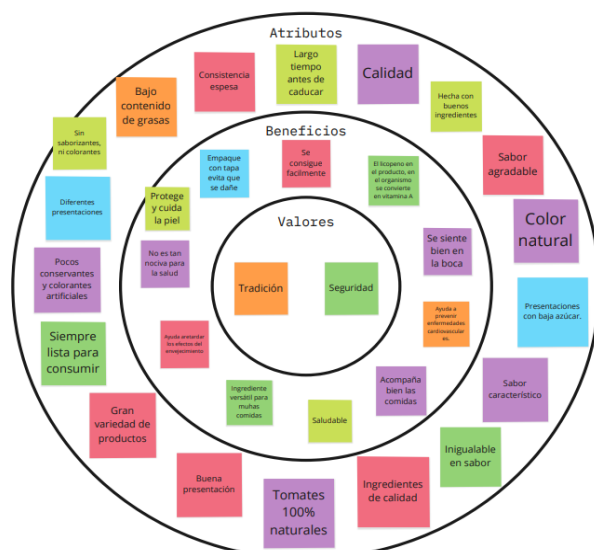 Atributos
Largo
tiempo
antes de
caducar
Calidad
Consistencia
espesa
Bajo
contenido
de grasas
Hecha con
buenos
ingredientes
Sin
saborizantes,
ni colorantes
Beneficios
Empaque
con tapa
evita que
se dañe
Se
consigue
facilmente
El licopeno en
el producto, en
el organismo
se convierte
en vitamina A
Sabor
agradable
Diferentes
presentaciones
Protege
y cuida
la piel
Valores
Color
natural
Pocos
conservantes
y colorantes
artificiales
No es tan
nociva para
la salud
Tradición
Seguridad
Se siente
bien en
la boca
Presentaciones
con baja azúcar.
Siempre
lista para
consumir
Ayuda aretardar
los efectos del
envejecimiento
Ayuda a
prevenir
enfermedades
cardiovascular
es.
Gran
variedad de
productos
Ingrediente
versátil para
muhas
comidas
Saludable
Acompaña
bien las
comidas
Sabor
característico
Buena
presentación
Tomates
100%
naturales
Ingredientes
de calidad
Inigualable
en sabor